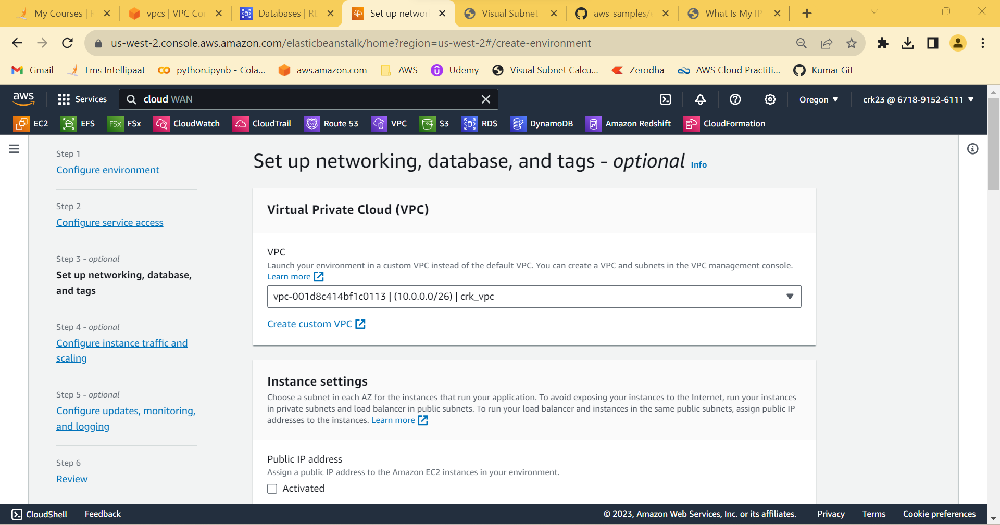 My Courses |
vpcs | VPC Co
Databases | R
Set up networ
Visual Subnet
aws-samples/
What Is My IP
us-west-2.console.aws.amazon.com/elasticbeanstalk/home?region=us-west-2#/create-environment
Gmail
Lms Intellipaat
python.ipynb - Cola...
aws.amazon.com
AWS
Udemy
Visual Subnet Calcu...
Zerodha
AWS Cloud Practiti...
Kumar Git
aws
Services
cloud WAN
Oregon
crk23 @ 6718-9152-6111
EC2
EFS
FSx
FSx
CloudWatch
CloudTrail
53
Route 53
VPC
S3
RDS
DynamoDB
Amazon Redshift
CloudFormation
Step 1
Configure environment
Step 2
Configure service access
Step 3 - optional
Set up networking, database,
and tags
Step 4 - optional
Configure instance traffic and
scaling
Step 5 - optional
Configure updates, monitoring,
and logging
Step 6
Review
Set up networking, database, and tags - optional Info
Virtual Private Cloud (VPC)
VPC
Launch your environment in a custom VPC instead of the default VPC. You can create a VPC and subnets in the VPC management console.
Learn more
vpc-001d8c414bf1c0113 | (10.0.0.0/26) | crk_vpc
Create custom VPC
Instance settings
Choose a subnet in each AZ for the instances that run your application. To avoid exposing your instances to the Internet, run your instances
in private subnets and load balancer in public subnets. To run your load balancer and instances in the same public subnets, assign public IP
addresses to the instances. Learn more
Public IP address
Assign a public IP address to the Amazon EC2 instances in your environment.
Activated
CloudShell
Feedback
© 2023, Amazon Web Services, Inc. or its affiliates.
Privacy
Terms
Cookie preferences